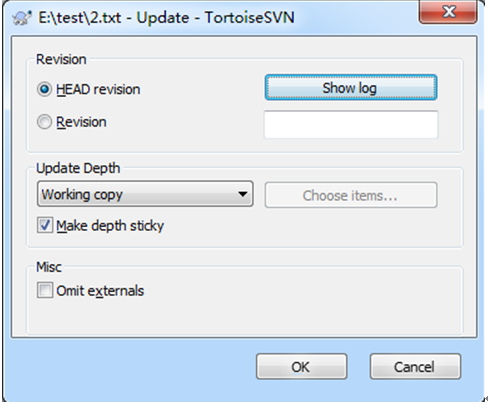 E:\test\2.txt - Update - TortoiseSVN
Revision
HEAD revision
Show log
Revision
Update Depth
Working copy
Choose items...
Make depth sticky
Misc
Omit externals
OK
Cancel